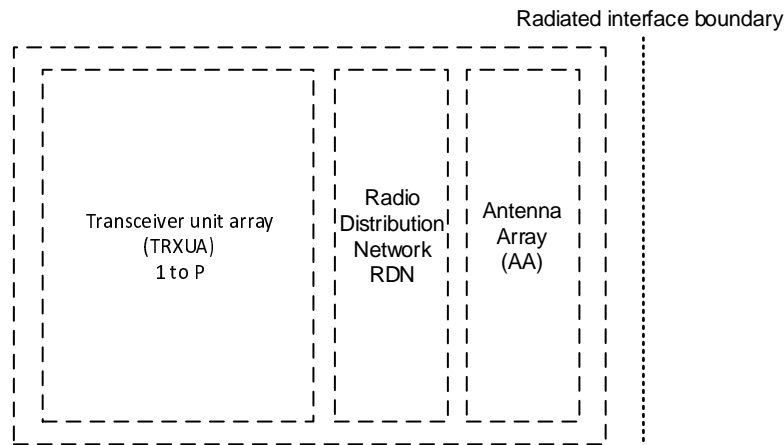 Radiated interface boundary
Transceiver unit array
(TRXUA)
1 to P
Radio
Distribution
Network
RDN
Antenna
Array
(AA)